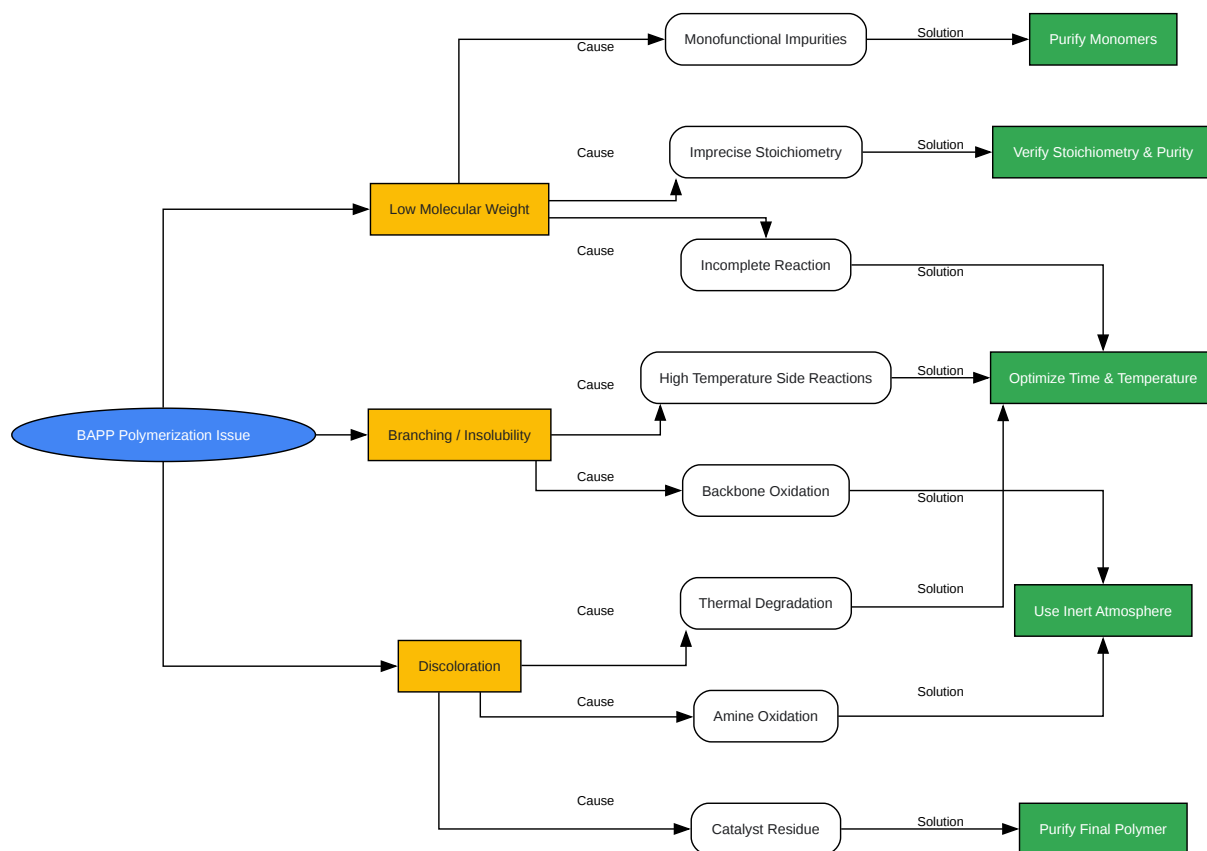 Cause
Monofunctional Impurities
Solution
Purify Monomers
Cause
Imprecise Stoichiometry
Solution
Verify Stoichiometry & Purity
Low Molecular Weight
Cause
Incomplete Reaction
Solution
Cause
High Temperature Side Reactions
Solution
Optimize Time & Temperature
BAPP Polymerization Issue
Branching / Insolubility
Cause
Backbone Oxidation
Solution
Cause
Thermal Degradation
Solution
Use Inert Atmosphere
Discoloration
Cause
Amine Oxidation
Solution
Cause
Catalyst Residue
Solution
Purify Final Polymer